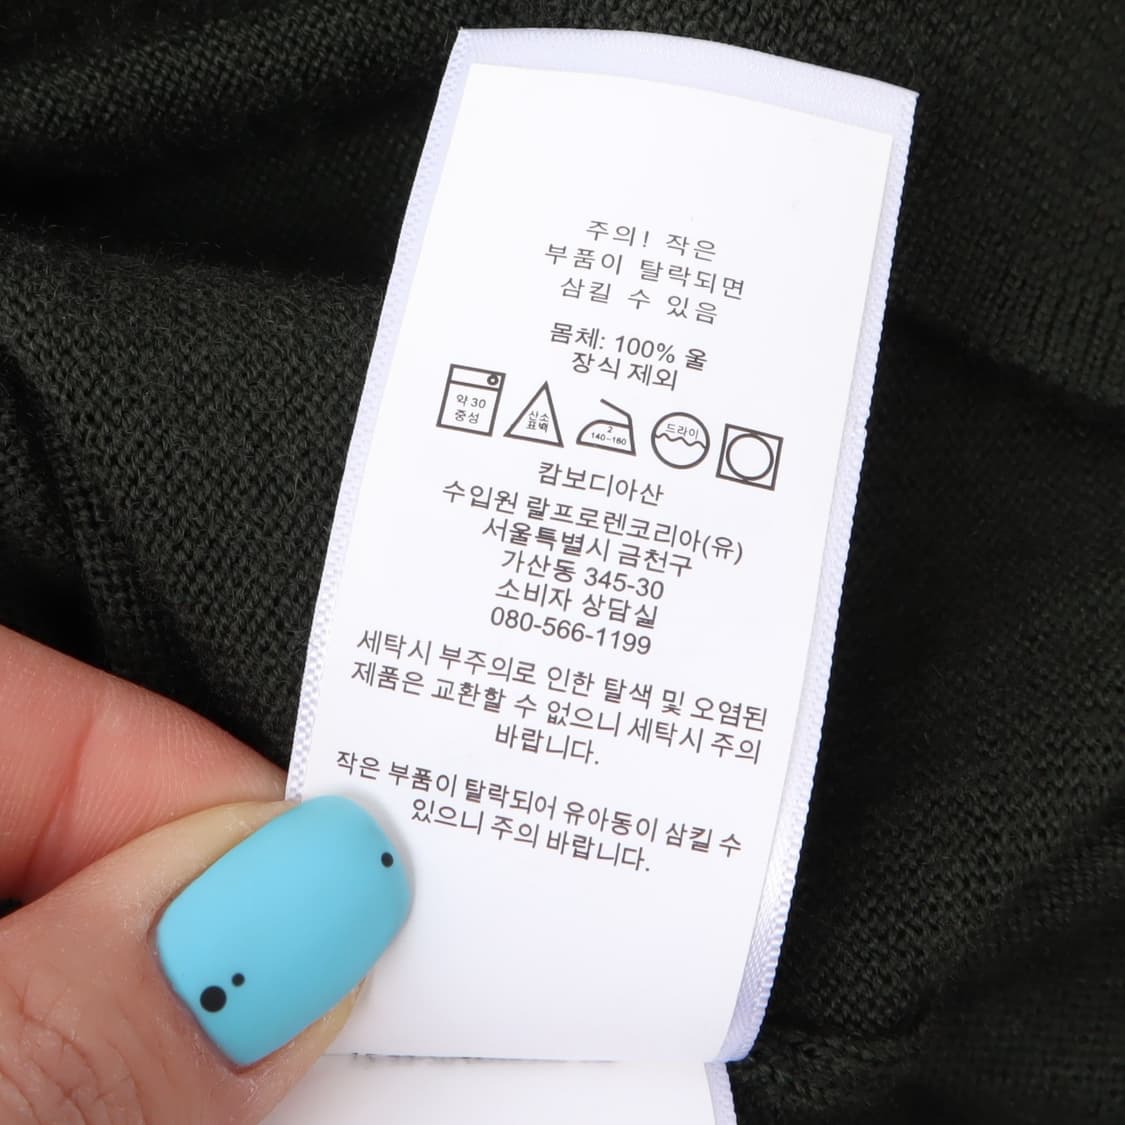 주의! 작은
부품이 탈락되면
삼킬 수 있음
몸체: 100% 울
장식 제외
약 30
중성
산소
표백
2
140~160
드라이
캄보디아산
수입원 랄프로렌코리아(유)
서울특별시 금천구
가산동 345-30
소비자 상담실
080-566-1199
세탁시 부주의로 인한 탈색 및 오염된
제품은 교환할 수 없으니 세탁시 주의
바랍니다.
작은 부품이 탈락되어 유아동이 삼킬 수
있으니 주의 바랍니다.